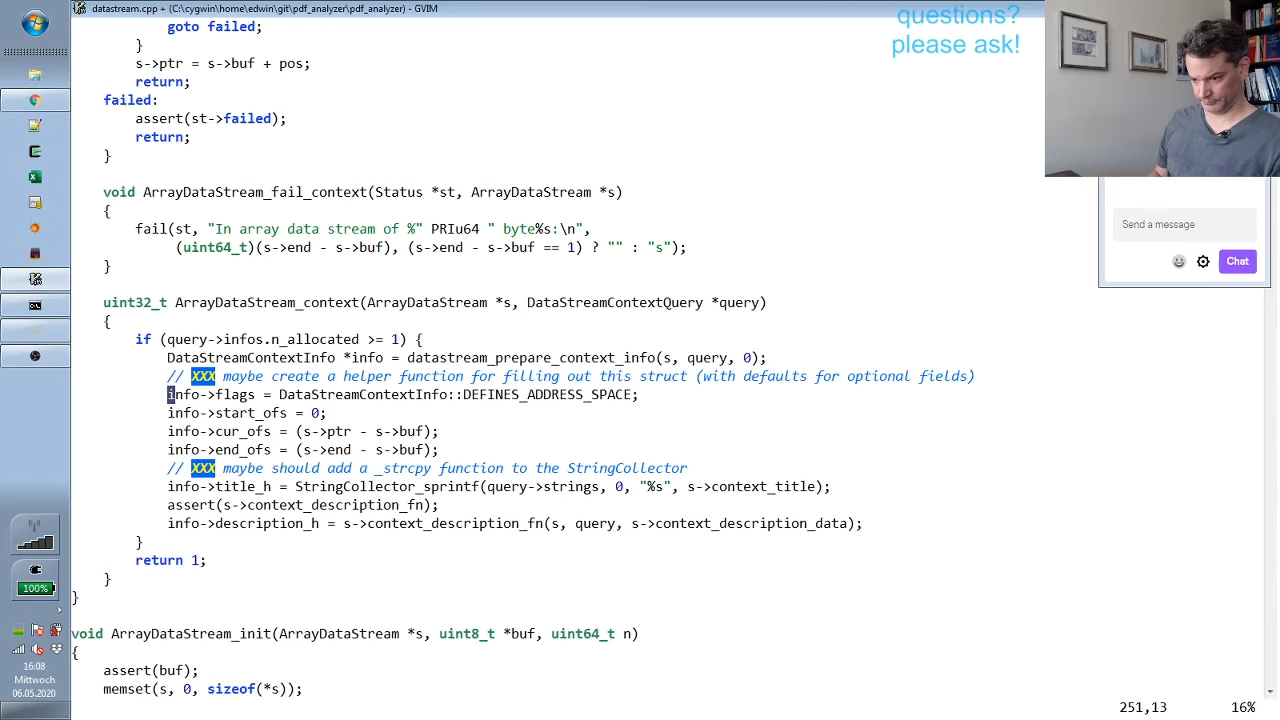 datastream.cpp + (C:\cygwin\home\edwin\git\pdf_analyzer\pdf_analyzer) - GVIM
questions?
please ask!
goto failed;
}
s->ptr = s->buf + pos;
return;
failed:
assert(st->failed);
return;
}
void ArrayDataStream_fail_context(Status *st, ArrayDataStream *s)
{
fail(st, "In array data stream of %" PRIu64 " byte%s:\n",
(uint64_t)(s->end - s->buf), (s->end - s->buf == 1) ? "" : "s");
}
uint32_t ArrayDataStream_context(ArrayDataStream *s, DataStreamContextQuery *query)
{
if (query->infos.n_allocated >= 1) {
DataStreamContextInfo *info = datastream_prepare_context_info(s, query, 0);
// XXX maybe create a helper function for filling out this struct (with defaults for optional fields)
info->flags = DataStreamContextInfo::DEFINES_ADDRESS_SPACE;
info->start_ofs = 0;
info->cur_ofs = (s->ptr - s->buf);
info->end_ofs = (s->end - s->buf);
// XXX maybe should add a _strcpy function to the StringCollector
info->title_h = StringCollector_sprintf(query->strings, 0, "%s", s->context_title);
assert(s->context_description_fn);
info->description_h = s->context_description_fn(s, query, s->context_description_data);
}
return 1;
}
}
void ArrayDataStream_init(ArrayDataStream *s, uint8_t *buf, uint64_t n)
{
assert(buf);
memset(s, 0, sizeof(*s));
251,13 16%
Send a message
Chat
100%
16:08
Mittwoch
06.05.2020